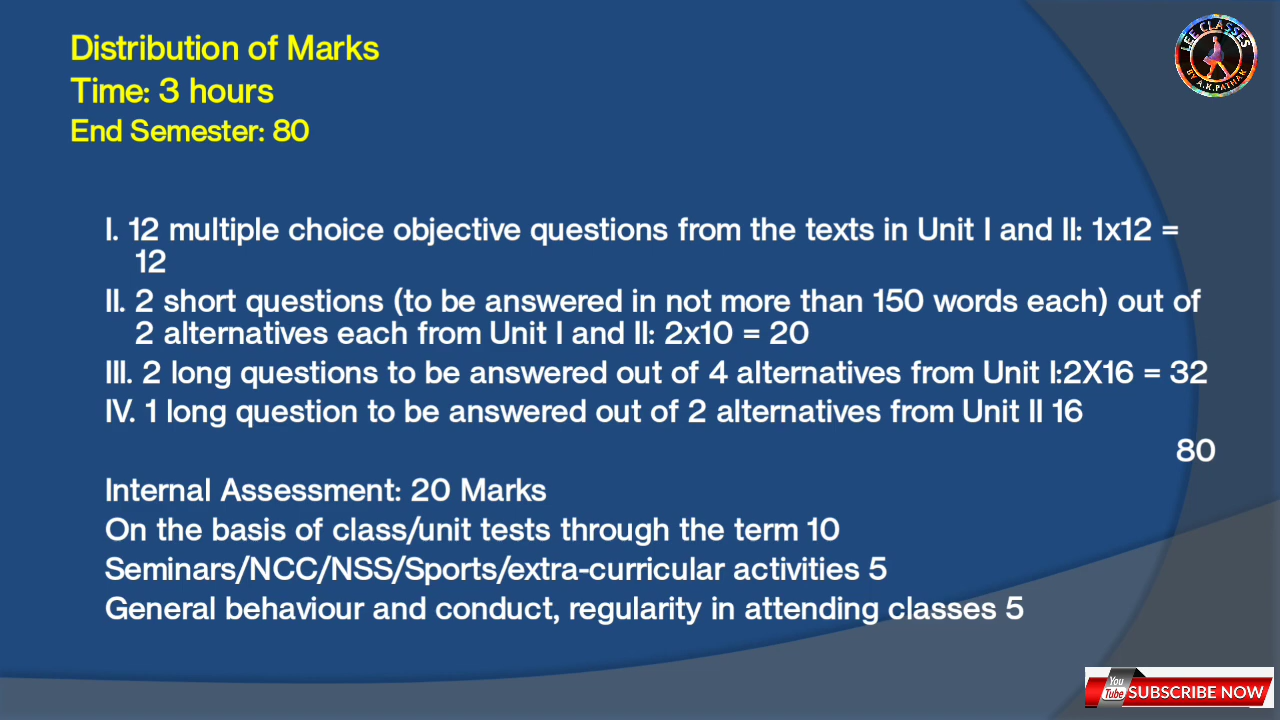 Distribution of Marks
Time: 3 hours
End Semester: 80
LEE CLASSES
BY A.K.PATHAK
I. 12 multiple choice objective questions from the texts in Unit I and II: 1x12 =
12
II. 2 short questions (to be answered in not more than 150 words each) out of
2 alternatives each from Unit I and II: 2x10 = 20
III. 2 long questions to be answered out of 4 alternatives from Unit I:2X16 = 32
IV. 1 long question to be answered out of 2 alternatives from Unit II 16
80
Internal Assessment: 20 Marks
On the basis of class/unit tests through the term 10
Seminars/NCC/NSS/Sports/extra-curricular activities 5
General behaviour and conduct, regularity in attending classes 5
You
Tube SUBSCRIBE NOW